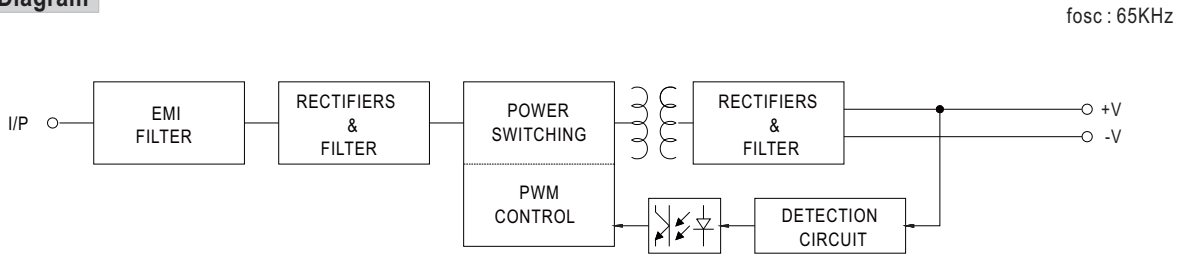 Diagram
fosc : 65KHz
I/P
EMI
FILTER
RECTIFIERS
&
FILTER
POWER
SWITCHING
PWM
CONTROL
RECTIFIERS
&
FILTER
+V
-V
DETECTION
CIRCUIT